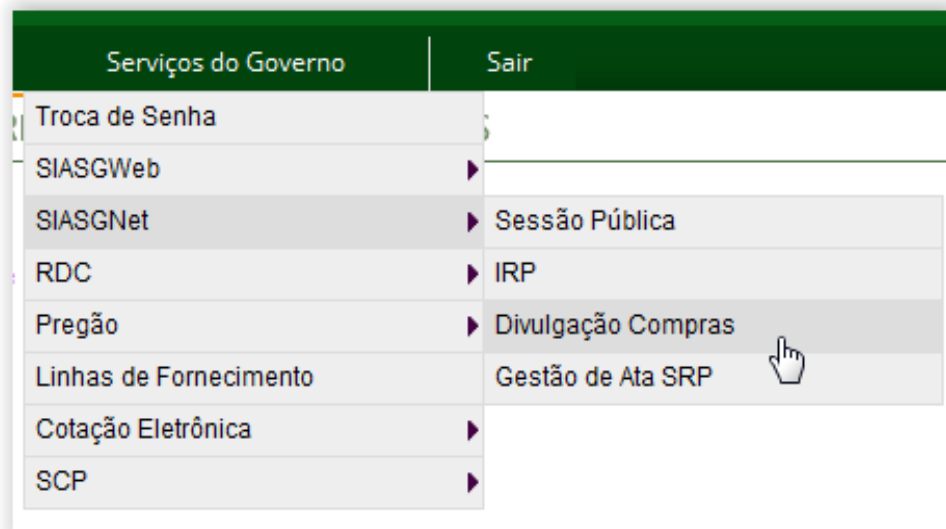 Serviços do Governo
Sair
Troca de Senha
SIASGWeb
SIASGNet
RDC
Pregão
Linhas de Fornecimento
Cotação Eletrônica
SCP
Sessão Pública
IRP
Divulgação Compras
Gestão de Ata SRP